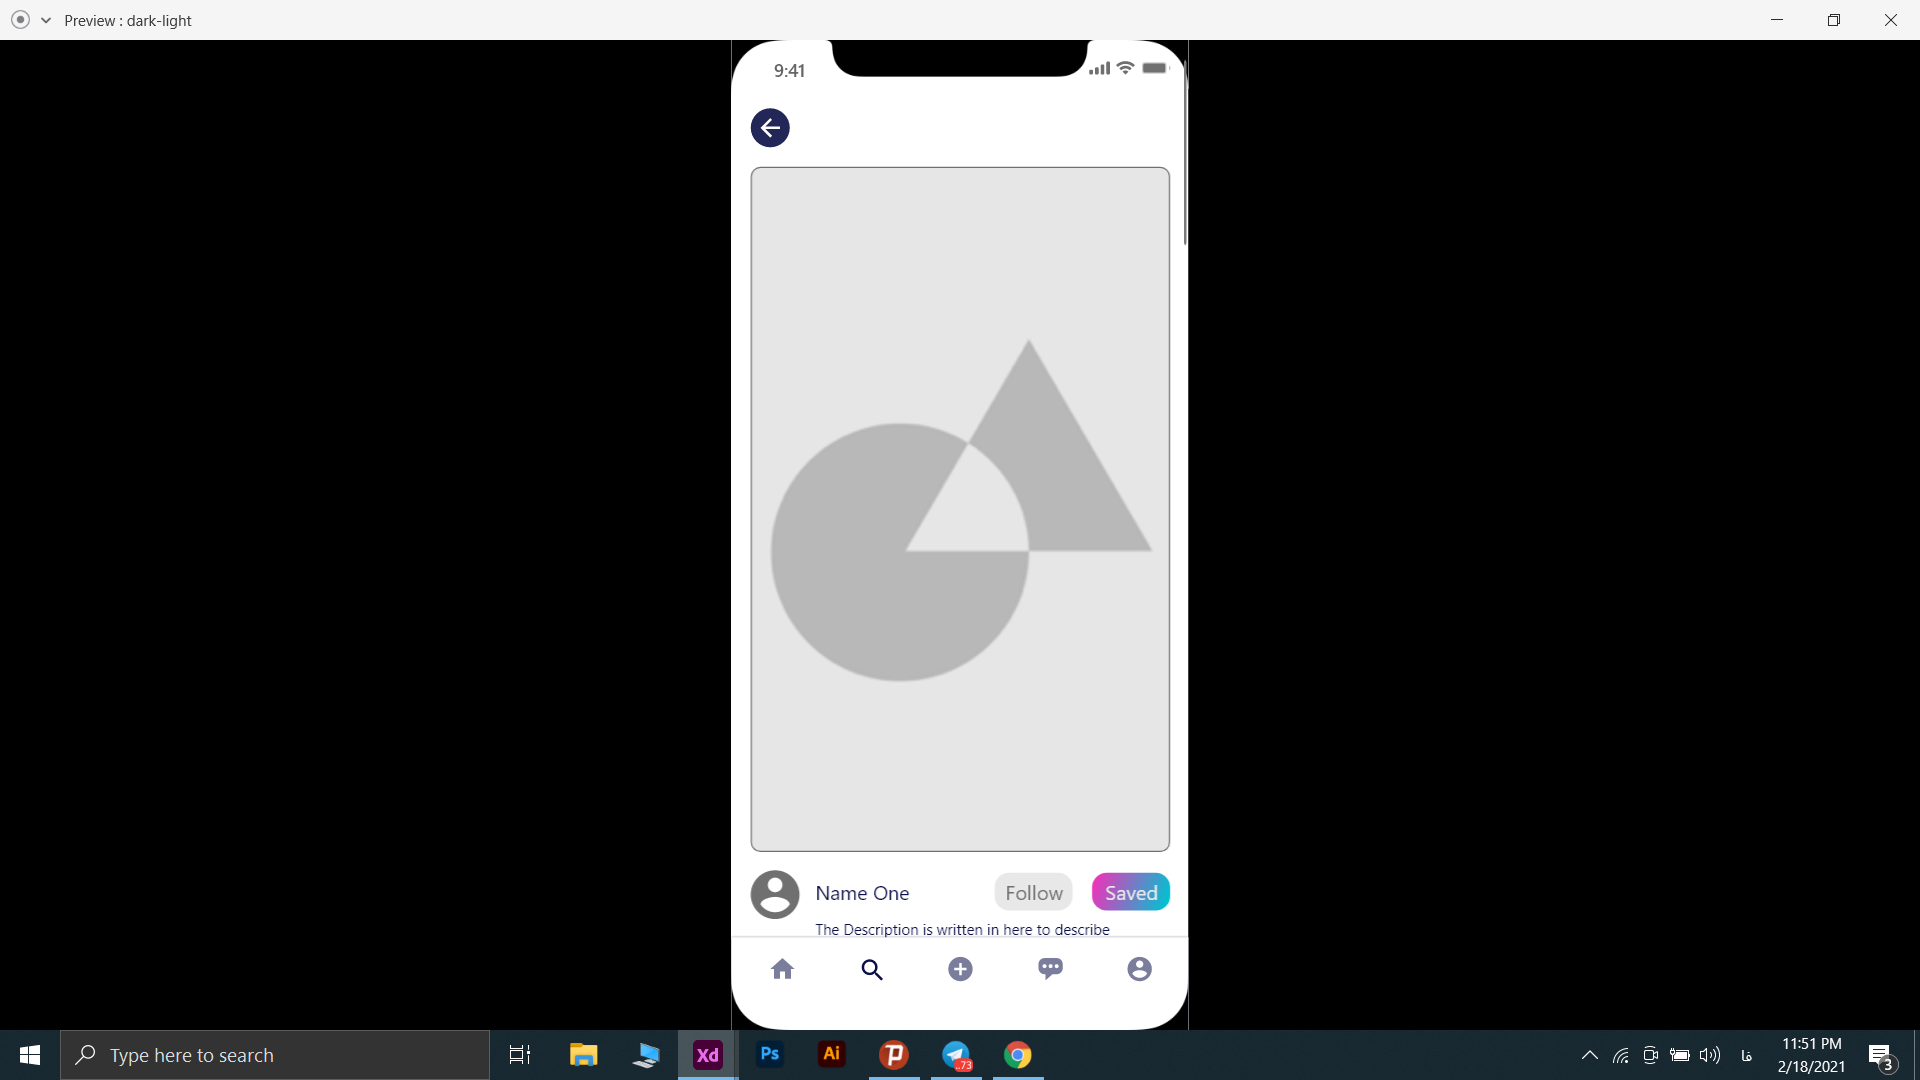 Preview : dark-light
9:41
Name One
Follow
Saved
The Description is written in here to describe
Type here to search
Xd
Ps
Ai
..73
فا
11:51 PM
2/18/2021
3